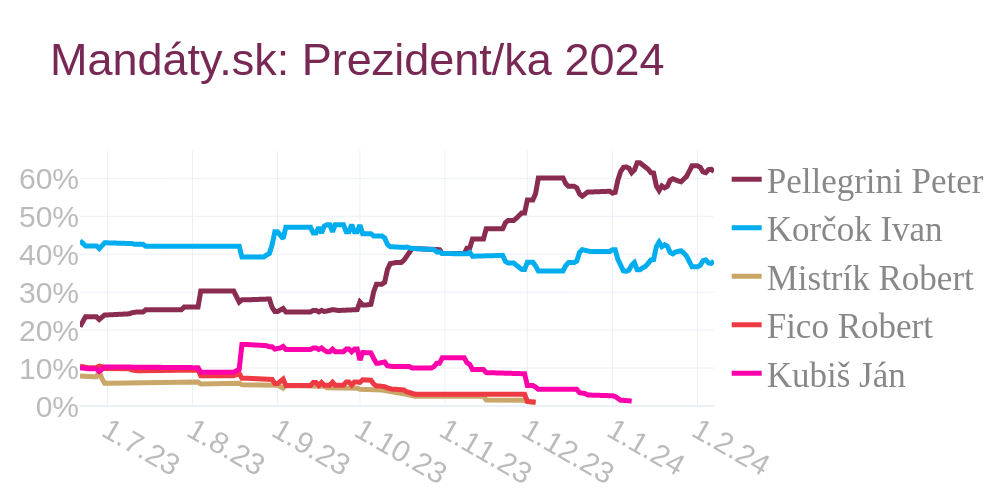 Mandáty.sk: Prezident/ka 2024
60%
50%
40%
30%
20%
10%
0%
1.7.23
1.8.23
1.9.23
1.10.23
1.11.23
1.12.23
1.1.24
1.2.24
Pellegrini Peter
Korčok Ivan
Mistrík Robert
Fico Robert
Kubiš Ján